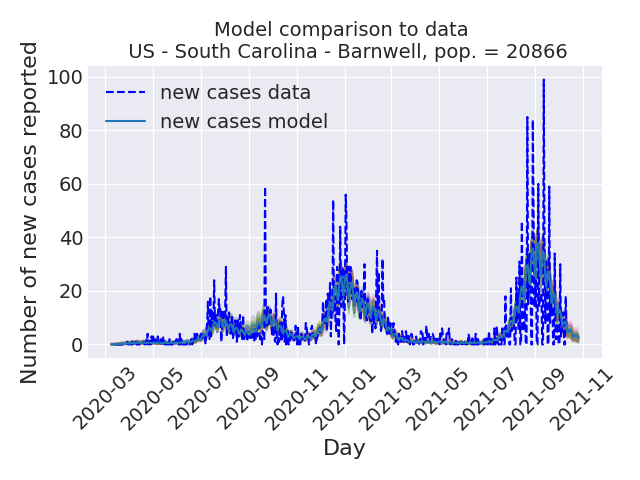 Model comparison to data
US - South Carolina - Barnwell, pop. = 20866
Number of new cases reported
100
80
60
40
20
0
new cases data
new cases model
2020-03
2020-05
2020-07
2020-09
2020-11
2021-01
2021-03
2021-05
2021-07
2021-09
2021-11
Day